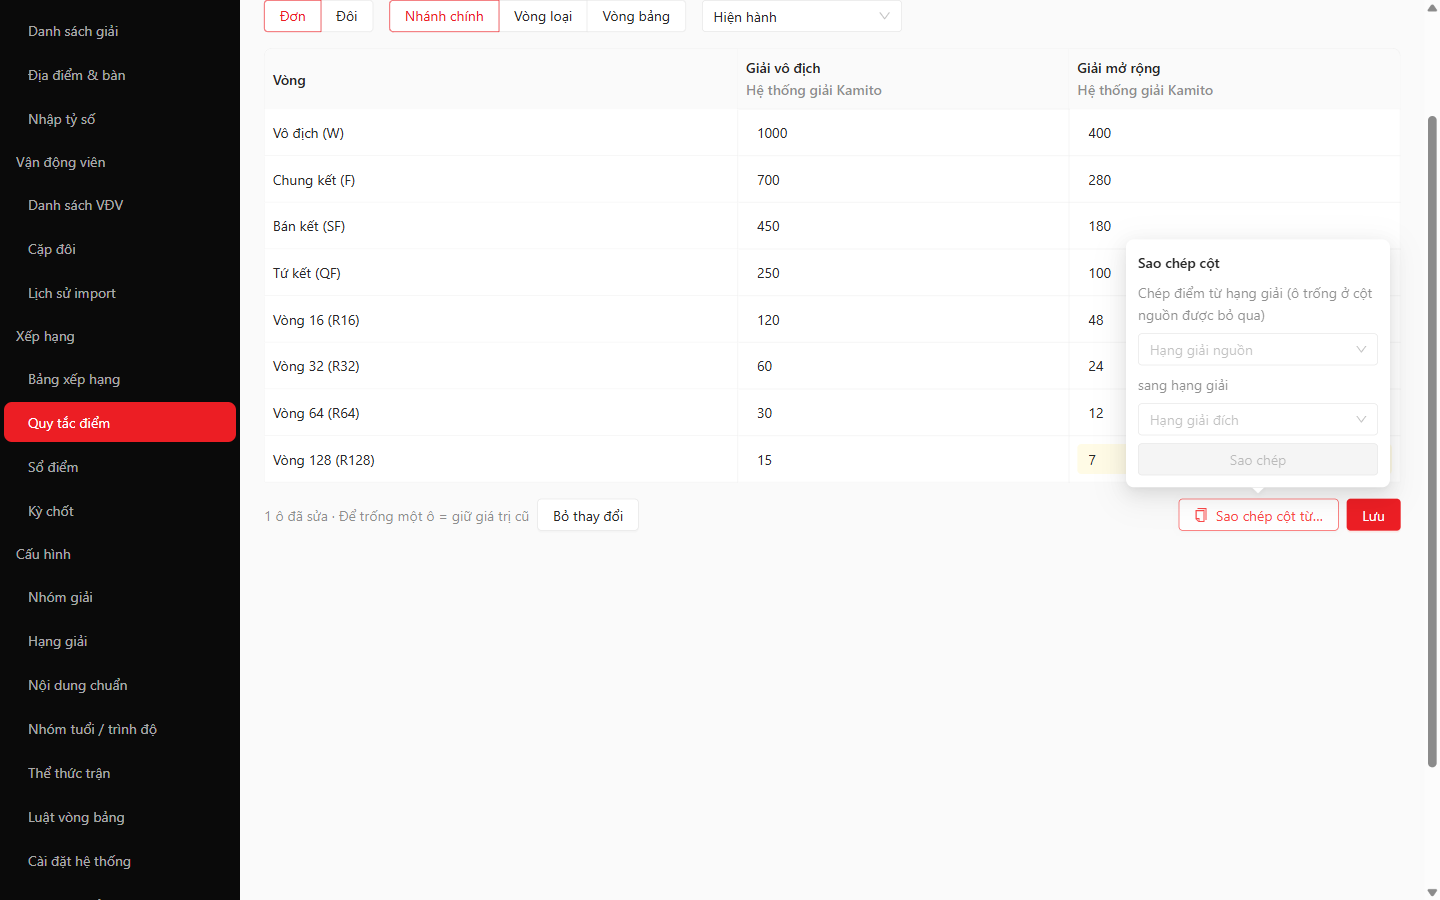 Danh sách giải
Địa điểm & bàn
Nhập tỷ số
Vận động viên
Danh sách VĐV
Cặp đôi
Lịch sử import
Xếp hạng
Bảng xếp hạng
Quy tắc điểm
Sổ điểm
Kỳ chốt
Cấu hình
Nhóm giải
Hạng giải
Nội dung chuẩn
Nhóm tuổi / trình độ
Thể thức trận
Luật vòng bảng
Cài đặt hệ thống
Đơn Đôi Nhánh chính Vòng loại Vòng bảng Hiện hành
Vòng Giải vô địch Giải mở rộng
Hệ thống giải Kamito Hệ thống giải Kamito
Vô địch (W) 1000 400
Chung kết (F) 700 280
Bán kết (SF) 450 180
Tứ kết (QF) 250 100
Vòng 16 (R16) 120 48
Vòng 32 (R32) 60 24
Vòng 64 (R64) 30 12
Vòng 128 (R128) 15 7
Sao chép cột
Chép điểm từ hạng giải (ô trống ở cột
nguồn được bỏ qua)
Hạng giải nguồn
sang hạng giải
Hạng giải đích
Sao chép
1 ô đã sửa · Để trống một ô = giữ giá trị cũ Bỏ thay đổi Sao chép cột từ... Lưu